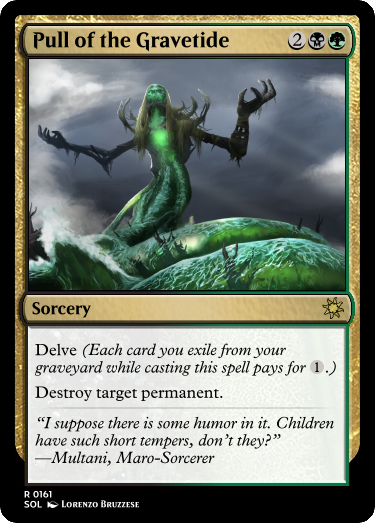 Pull of the Gravetide 2
Sorcery
Delve (Each card you exile from your
graveyard while casting this spell pays for 1.)
Destroy target permanent.
“I suppose there is some humor in it. Children
have such short tempers, don’t they?”
—Multani, Maro-Sorcerer
R 0161
SOL Lorenzo Bruzzese